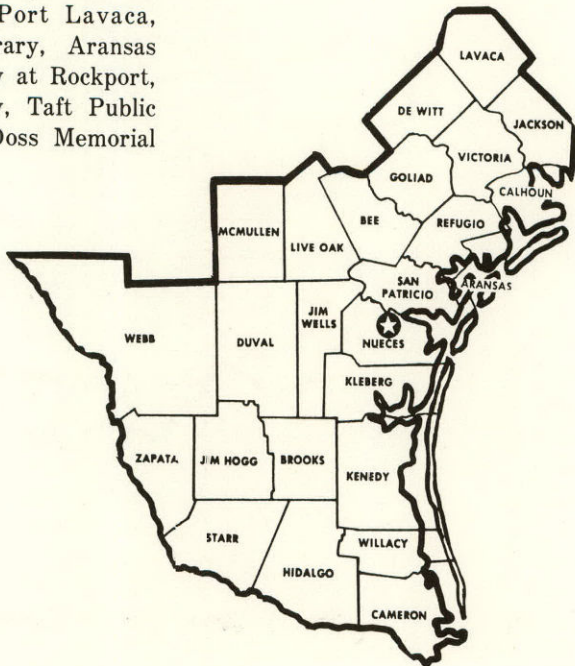 Port Lavaca,
rary, Aransas
y at Rockport,
y, Taft Public
Doss Memorial
LAVACA
DE WITT
JACKSON
VICTORIA
GOLIAD
CALHOUN
BEE
REFUGIO
MCMULLEN
LIVE OAK
SAN
PATRICIO
ARANSAS
JIM
WELLS
WEBB
DUVAL
NUECES
KLEBERG
ZAPATA
JIM HOGG
BROOKS
KENEDY
STARR
WILLACY
HIDALGO
CAMERON